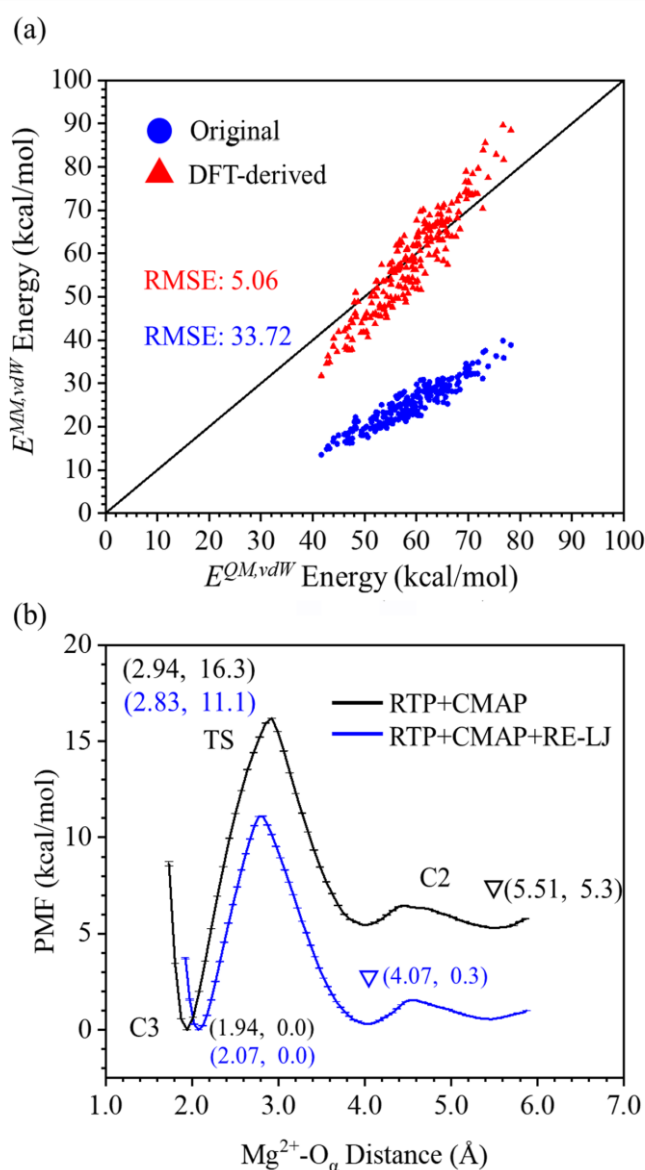 (a)
100
90
80
70
60
50
40
30
20
10
0
E^{MM,vdW} Energy (kcal/mol)
Original
DFT-derived
RMSE: 5.06
RMSE: 33.72
0 10 20 30 40 50 60 70 80 90 100
E^{QM,vdW} Energy (kcal/mol)
(b)
20
15
10
5
0
PMF (kcal/mol)
(2.94, 16.3)
(2.83, 11.1)
TS
RTP+CMAP
RTP+CMAP+RE-LJ
C2
(5.51, 5.3)
(4.07, 0.3)
C3
(1.94, 0.0)
(2.07, 0.0)
1.0 2.0 3.0 4.0 5.0 6.0 7.0
Mg²⁺-Oα Distance (Å)